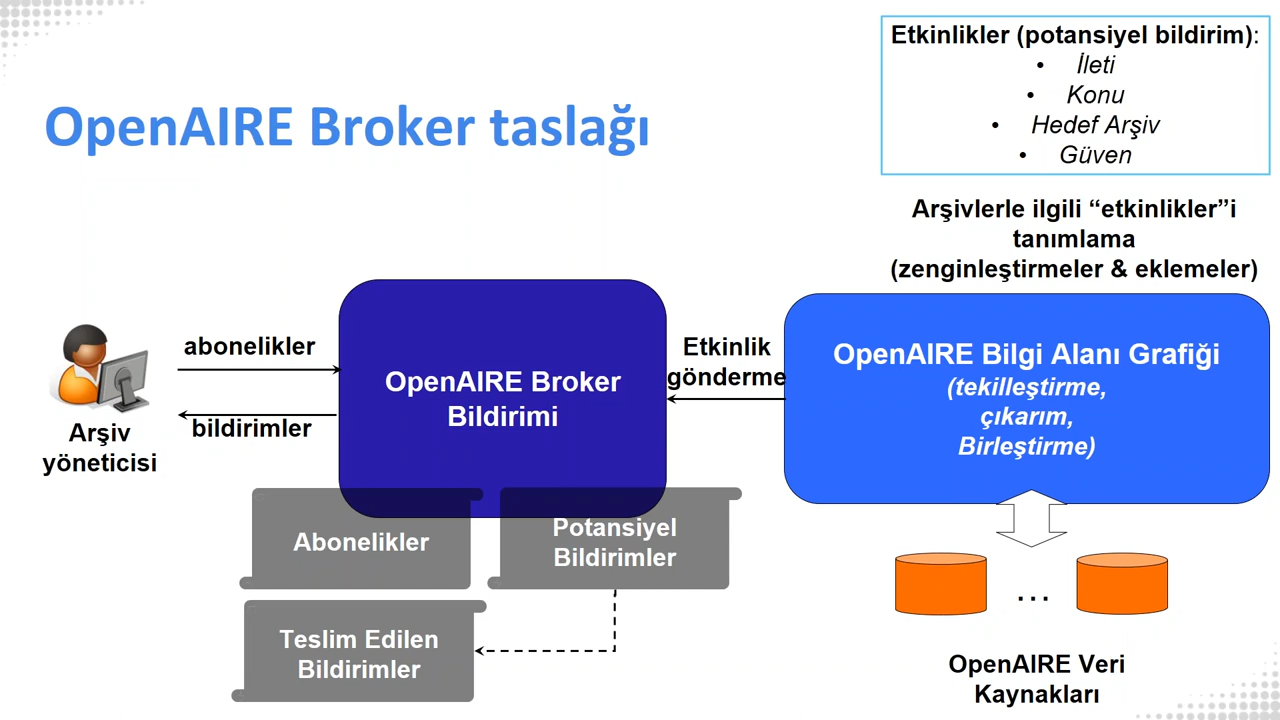 Etkinlikler (potansiyel bildirim):
• İleti
• Konu
• Hedef Arşiv
• Güven
OpenAIRE Broker taslağı
Arşivlerle ilgili “etkinlikler”i
tanımlama
(zenginleştirmeler & eklemeler)
abonelikler
bildirimler
Arşiv
yöneticisi
OpenAIRE Broker
Bildirimi
Etkinlik
gönderme
OpenAIRE Bilgi Alanı Grafiği
(tekilleştirme,
çıkarım,
Birleştirme)
Abonelikler
Potansiyel
Bildirimler
Teslim Edilen
Bildirimler
...
OpenAIRE Veri
Kaynakları